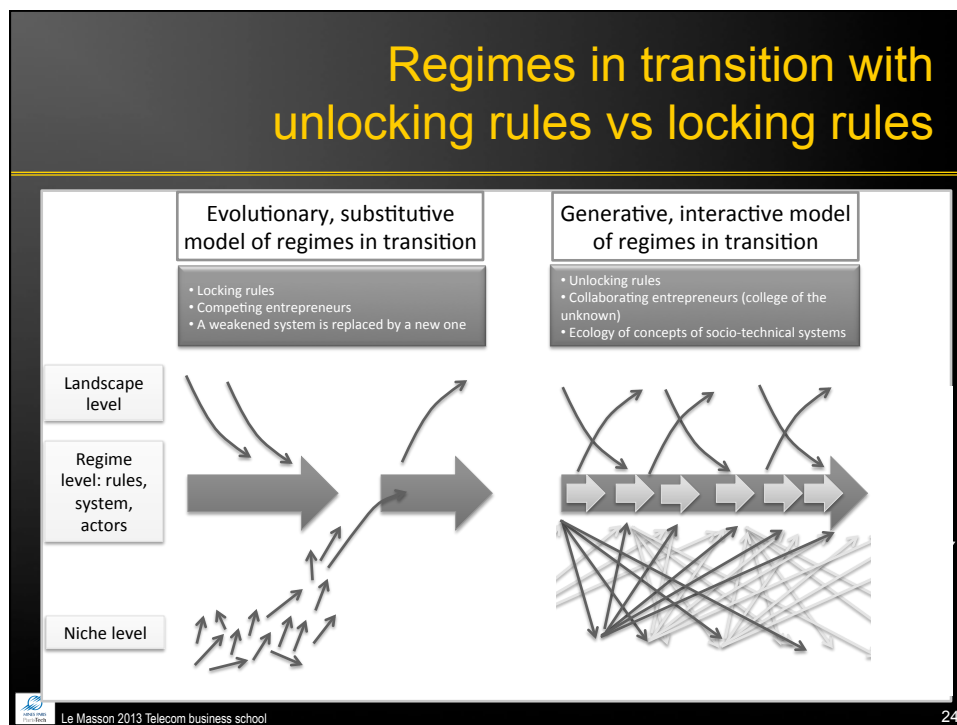 Regimes in transition with
unlocking rules vs locking rules
Evolutionary, substitutive
model of regimes in transition
• Locking rules
• Competing entrepreneurs
• A weakened system is replaced by a new one
Generative, interactive model
of regimes in transition
• Unlocking rules
• Collaborating entrepreneurs (college of the
unknown)
• Ecology of concepts of socio-technical systems
Landscape
level
Regime
level: rules,
system,
actors
Niche level
MINES PARIS
ParisTech
Le Masson 2013 Telecom business school
24